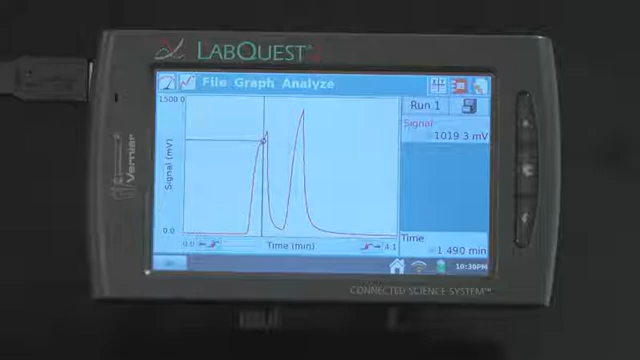 LABQUEST
File Graph Analyze
1500.0
Run 1
Signal
1019.3 mV
Signal (mV)
Vernier
0.0
0.0
Time (min)
4.1
Time
1.490 min
10:30PM
CONNECTED SCIENCE SYSTEM™